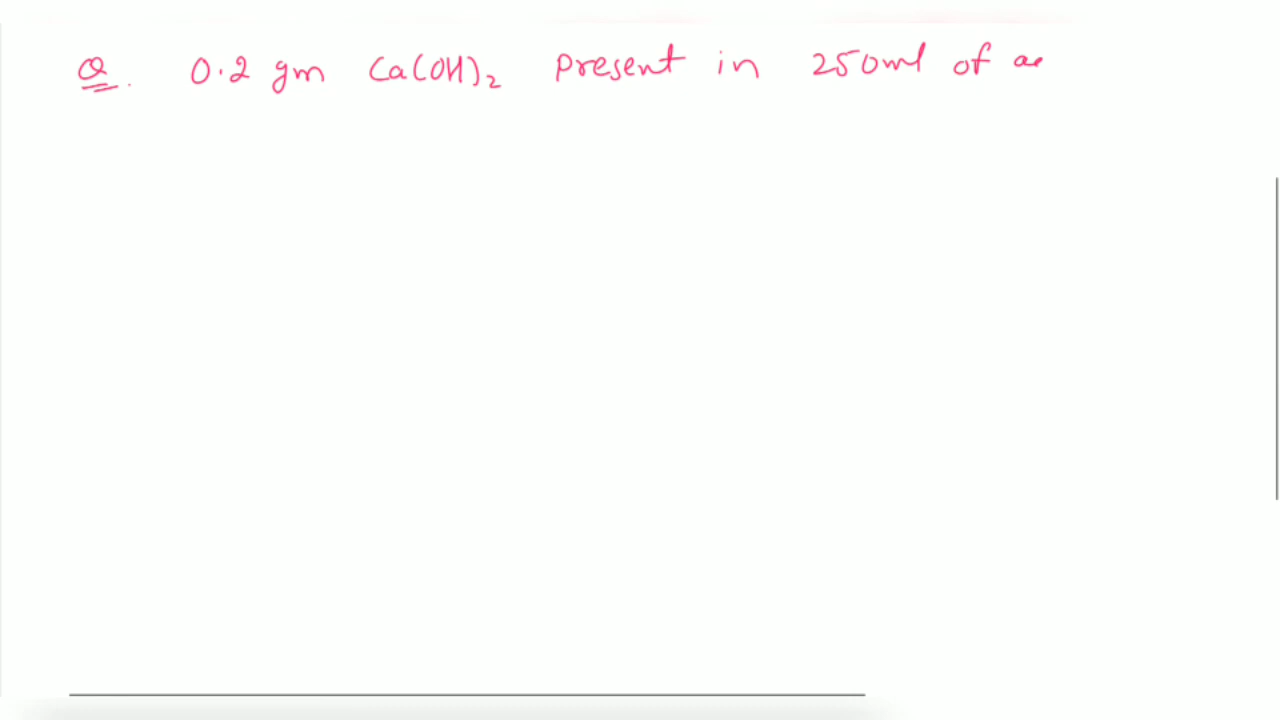 Q. 0.2 gm Ca(OH)₂ present in 250ml of